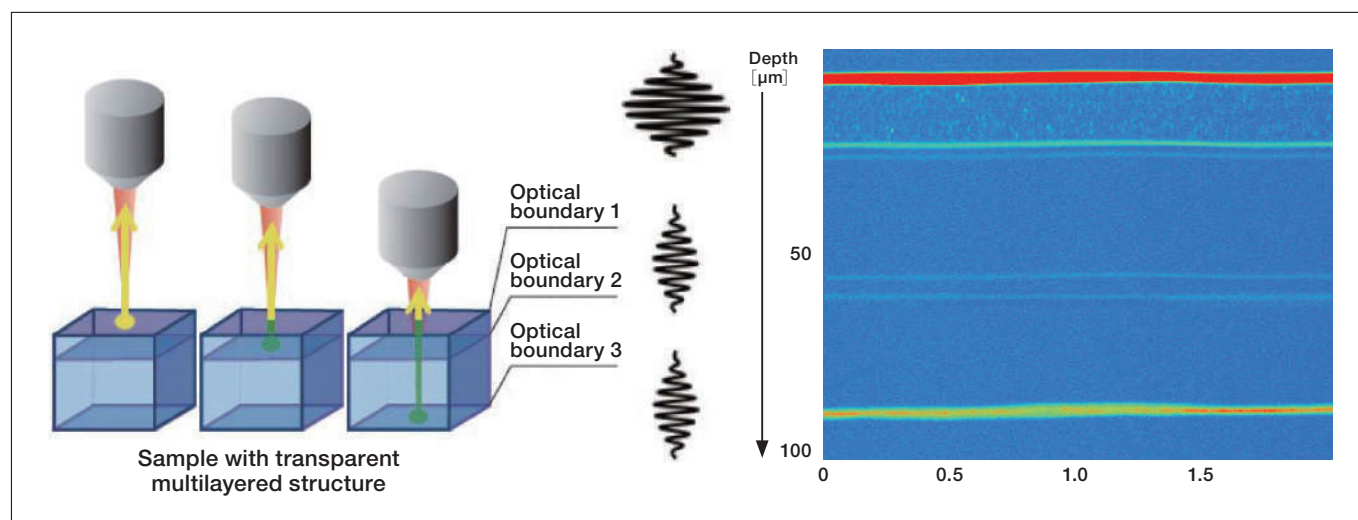 Optical
boundary 1
Optical
boundary 2
Optical
boundary 3
Sample with transparent
multilayered structure
Depth
[µm]
50
100
0 0.5 1.0 1.5